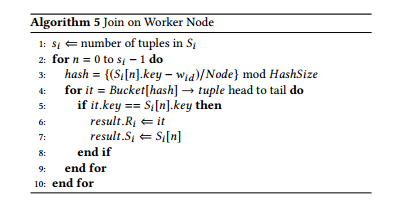 Algorithm 5 Join on Worker Node
1: s_i ⇐ number of tuples in S_i
2: for n = 0 to s_i − 1 do
3: hash = {(S_i[n].key − w_id)/Node} mod HashSize
4: for it = Bucket[hash] → tuple head to tail do
5: if it.key == S_i[n].key then
6: result.R_i ⇐ it
7: result.S_i ⇐ S_i[n]
8: end if
9: end for
10: end for